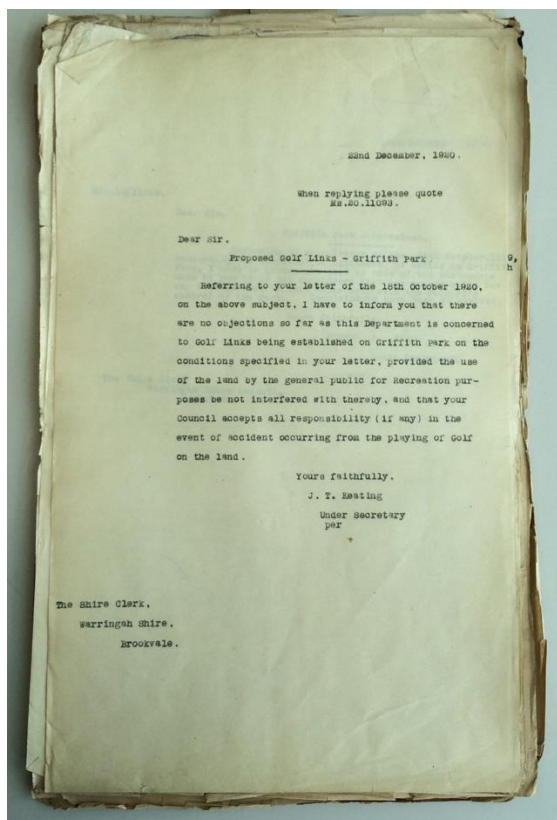 22nd December, 1920.
When replying please quote
Ms.20.11093.
Dear Sir,
Proposed Golf Links - Griffith Park.
Referring to your letter of the 18th October 1920,
on the above subject, I have to inform you that there
are no objections so far as this Department is concerned
to Golf Links being established on Griffith Park on the
conditions specified in your letter, provided the use
of the land by the general public for Recreation pur-
poses be not interfered with thereby, and that your
Council accepts all responsibility (if any) in the
event of accident occurring from the playing of Golf
on the land.
Yours faithfully,
J. T. Keating
Under Secretary
per
The Shire Clerk,
Warringah Shire,
Brookvale.